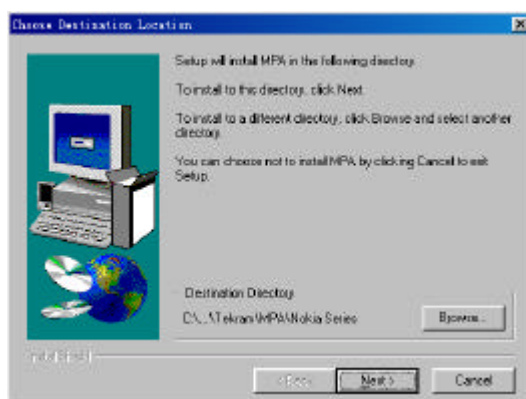 Choose Destination Location
Setup will install MPA in the following directory.
To install to this directory, click Next.
To install to a different directory, click Browse and select another
directory.
You can choose not to install MPA by clicking Cancel to exit
Setup.
Destination Directory
C:\...\Tekram\MPA\Nokia Series
Browse...
InstallShield
< Back
Next >
Cancel